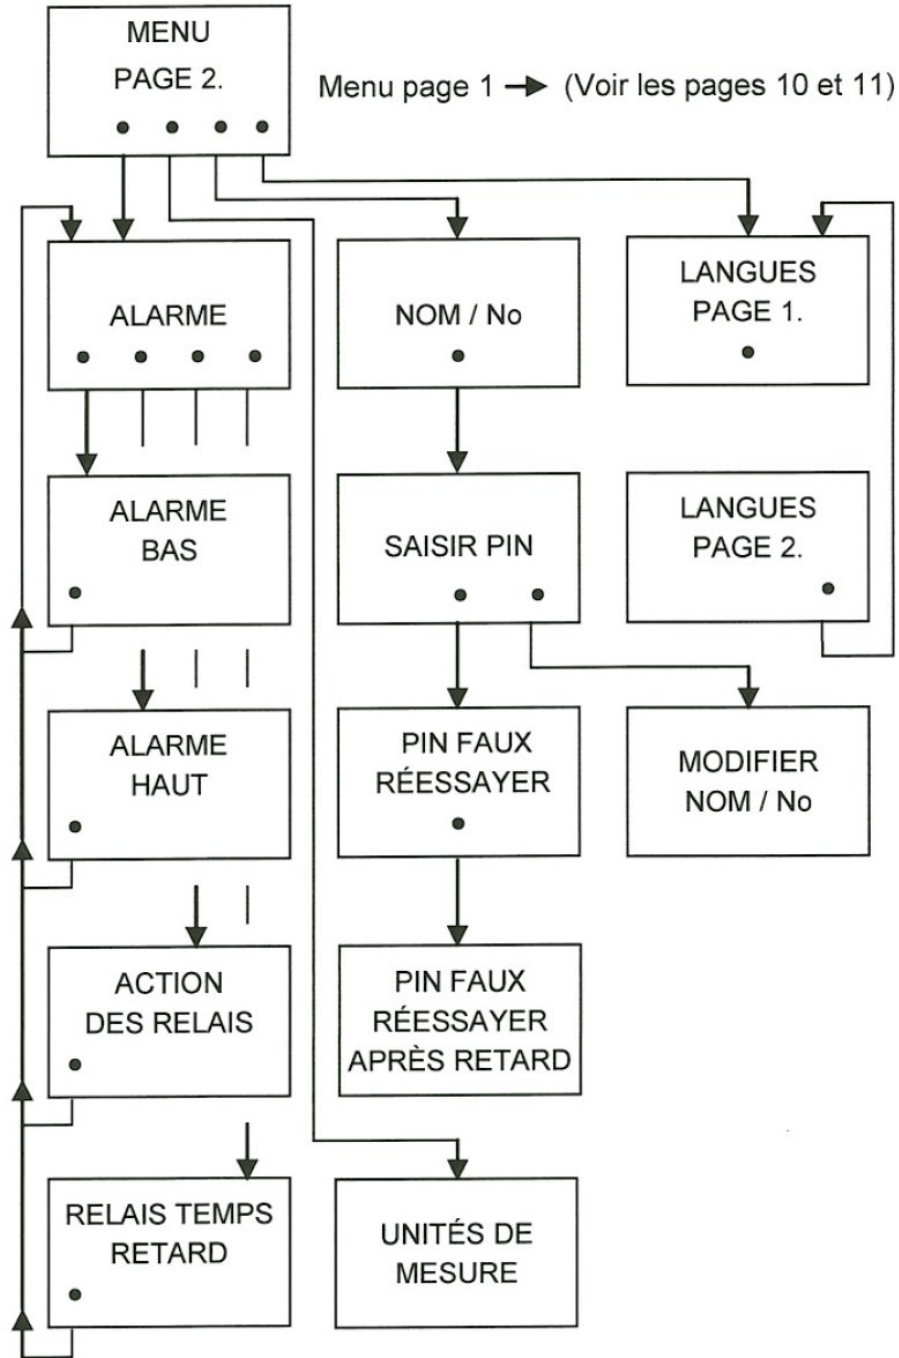 MENU
PAGE 2.
Menu page 1 → (Voir les pages 10 et 11)
ALARME
NOM / No
LANGUES
PAGE 1.
ALARME
BAS
SAISIR PIN
LANGUES
PAGE 2.
ALARME
HAUT
PIN FAUX
RÉESSAYER
MODIFIER
NOM / No
ACTION
DES RELAIS
PIN FAUX
RÉESSAYER
APRÈS RETARD
RELAIS TEMPS
RETARD
UNITÉS DE
MESURE